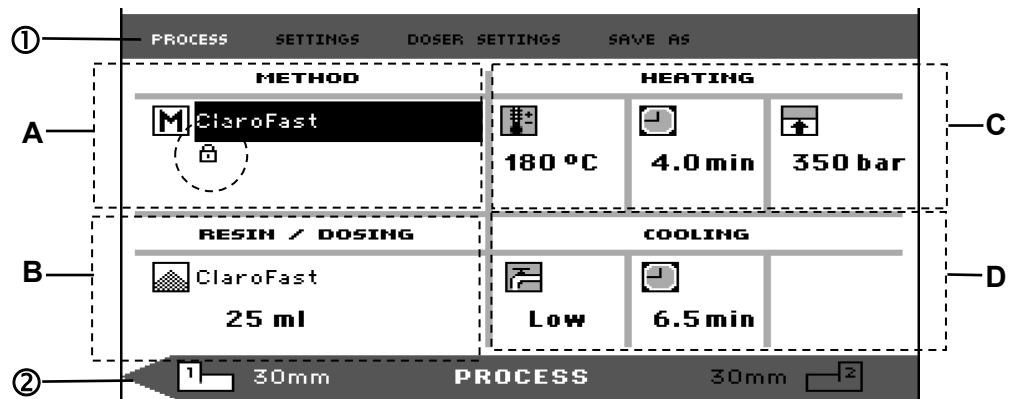 ① PROCESS SETTINGS DOSER SETTINGS SAVE AS
METHOD HEATING
A M ClaroFast C
180 ºC 4.0 min 350 bar
RESIN / DOSING COOLING
B ClaroFast D
25 ml Low 6.5 min
② 1 30mm PROCESS 30mm 2